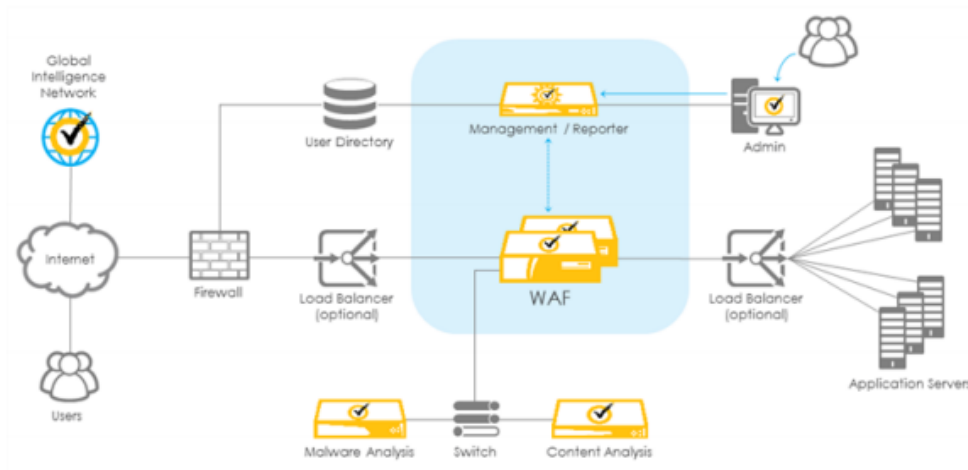 Global
Intelligence
Network
User Directory
Management / Reporter
Admin
Internet
Firewall
Load Balancer
(optional)
WAF
Load Balancer
(optional)
Users
Application Servers
Malware Analysis
Switch
Content Analysis